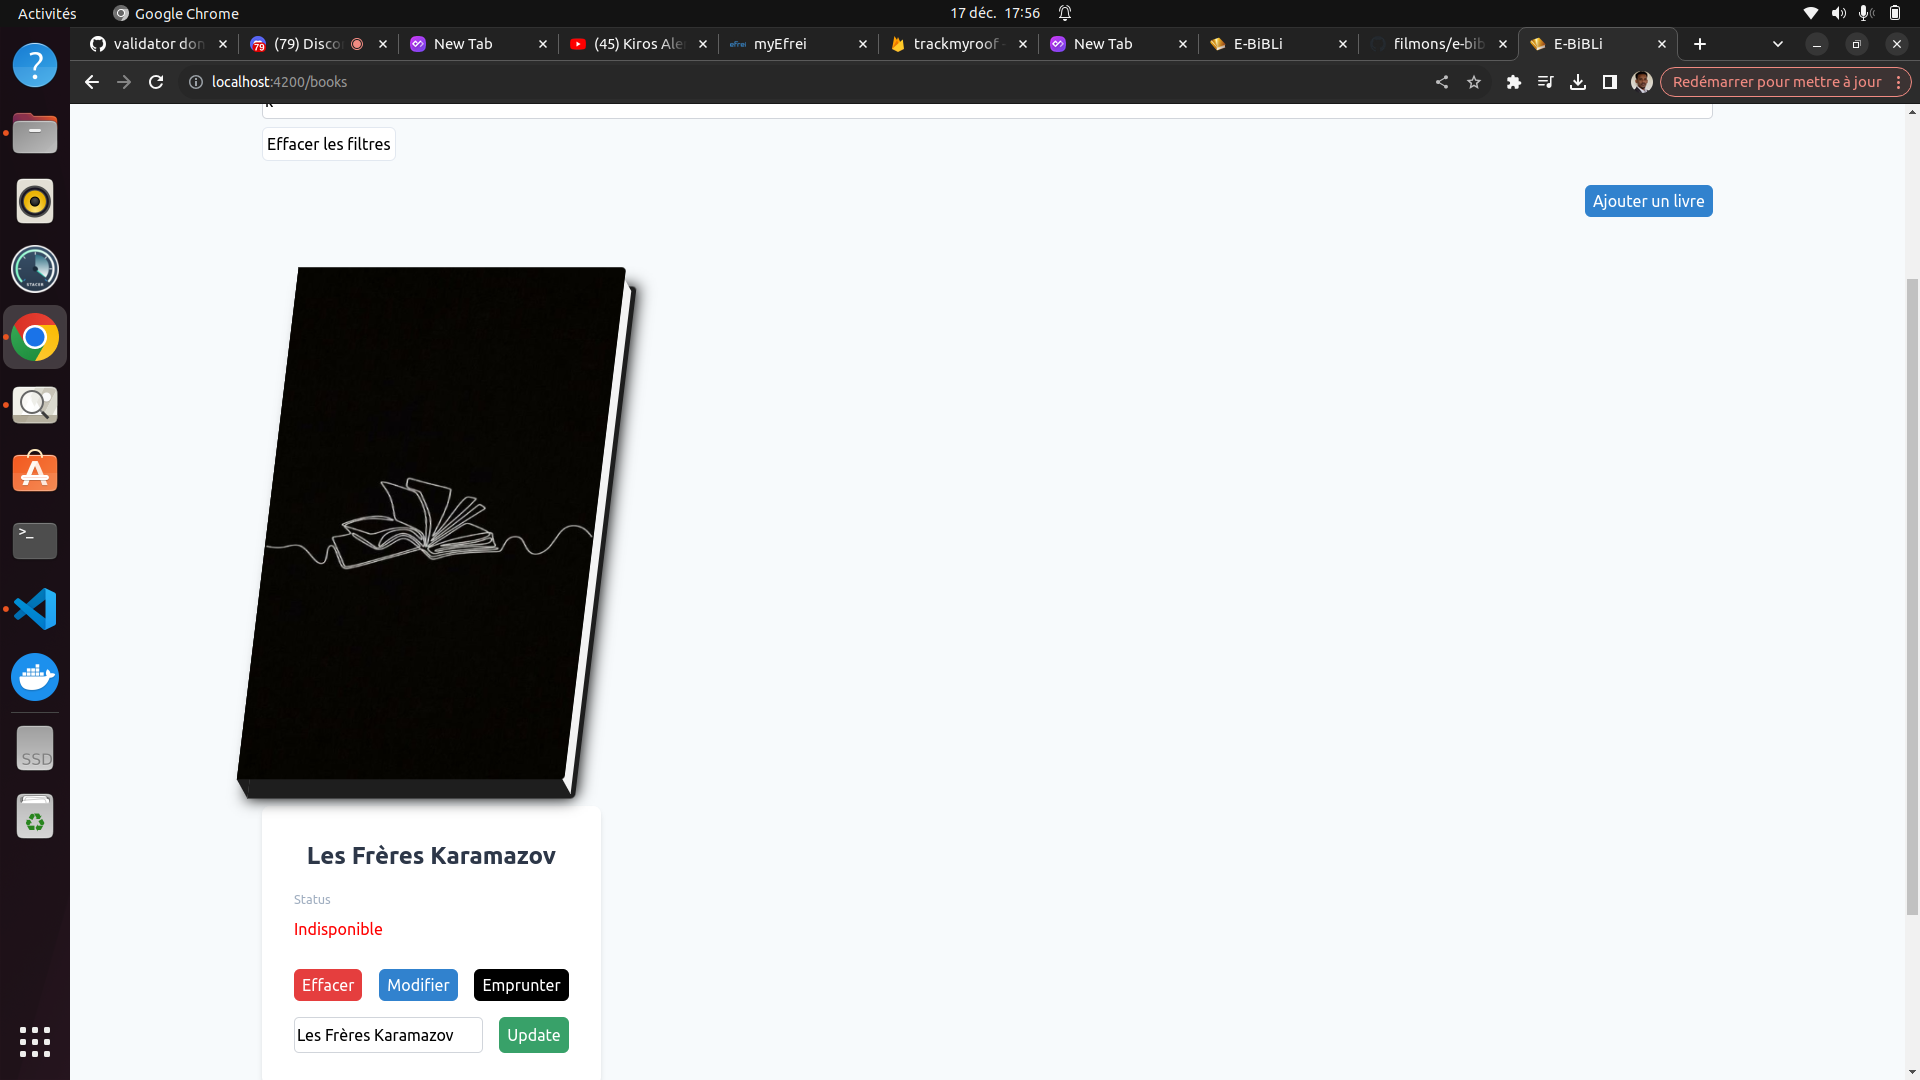 Activités
Google Chrome
17 déc. 17:56
validator don
(79) Disco
New Tab
(45) Kiros Ale
myEfrei
trackmyroof
New Tab
E-BiBLi
filmons/e-bib
E-BiBLi
localhost:4200/books
Redémarrer pour mettre à jour
Effacer les filtres
Ajouter un livre
STACER
SSD
Les Frères Karamazov
Status
Indisponible
Effacer
Modifier
Emprunter
Les Frères Karamazov
Update